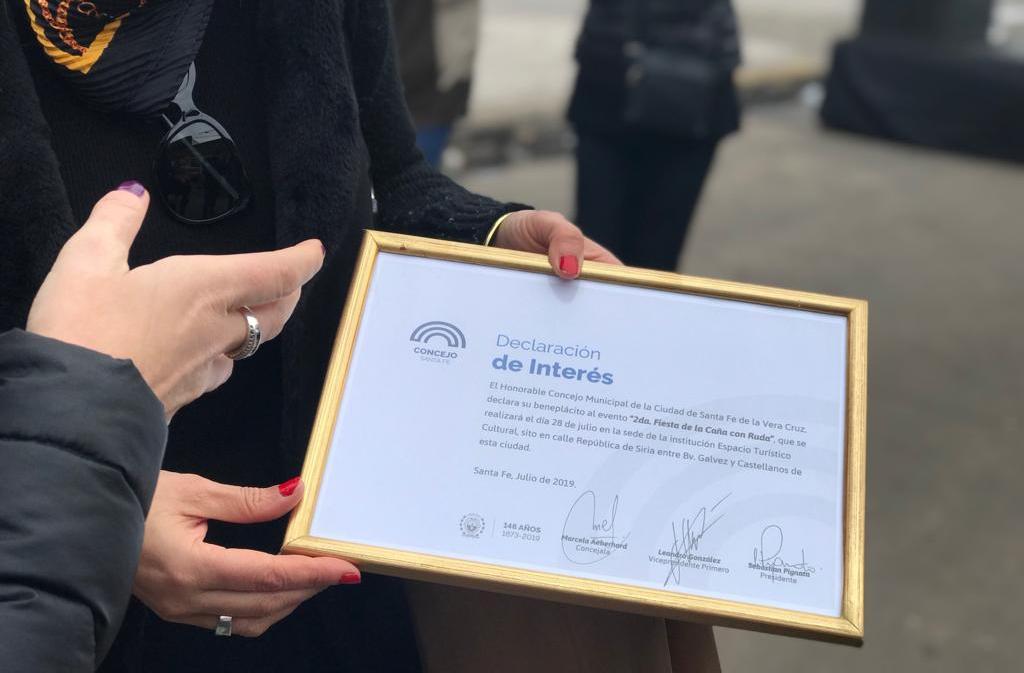 CONCEJO
SANTA FE
Declaración
de Interés
El Honorable Concejo Municipal de la Ciudad de Santa Fe de la Vera Cruz,
declara su beneplácito al evento "2da. Fiesta de la Caña con Ruda", que se
realizará el día 28 de julio en la sede de la institución Espacio Turístico
Cultural, sito en calle República de Siria entre Bv. Galvez y Castellanos de
esta ciudad.
Santa Fe, Julio de 2019.
146 AÑOS
1873-2019
Marcela Aeberhard
Concejala
Leandro González
Vicepresidente Primero
Sebastián Pignata
Presidente